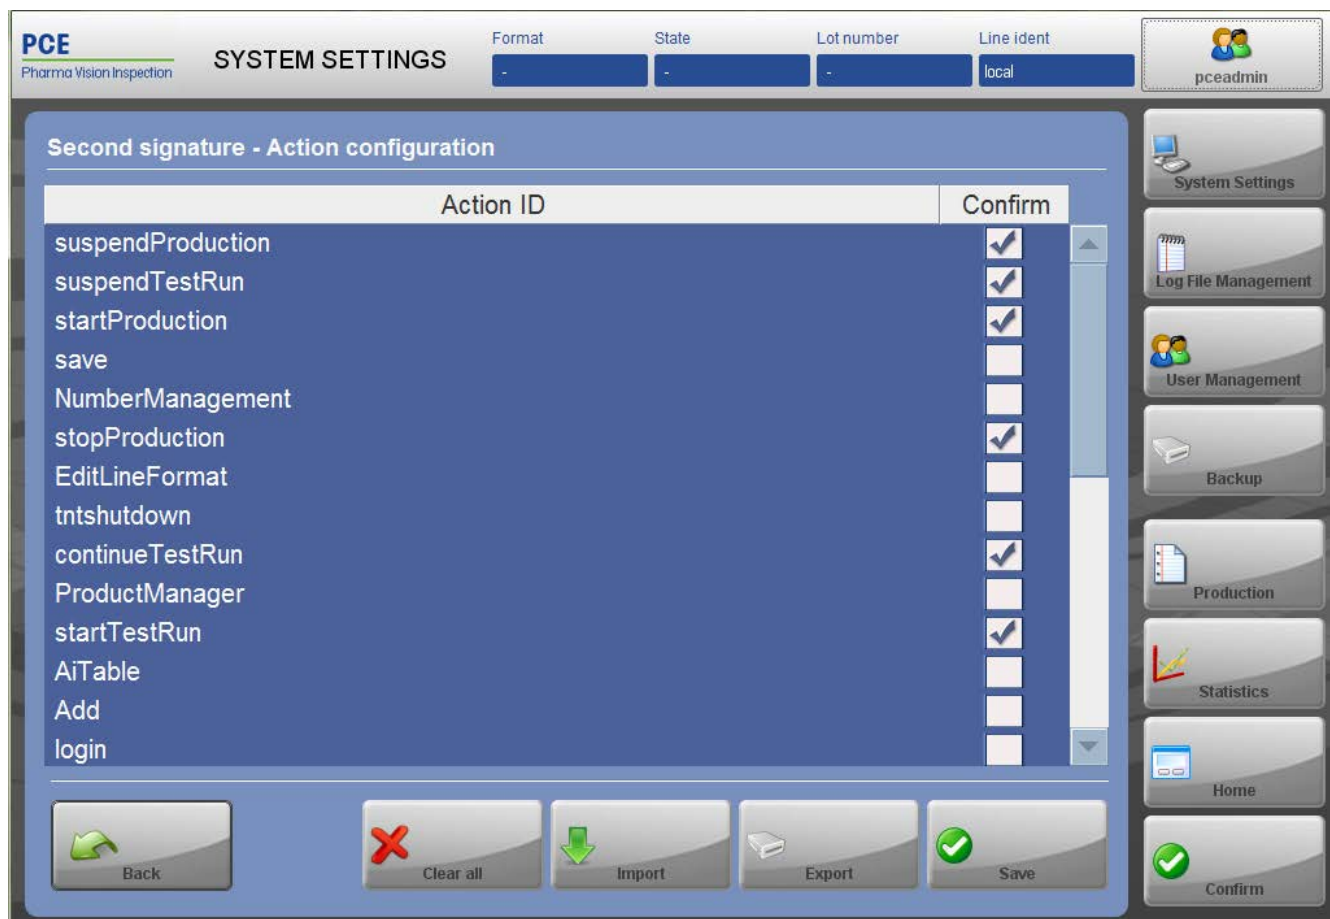 PCE
Pharma Vision Inspection
SYSTEM SETTINGS
Format
-
State
-
Lot number
-
Line ident
local
pceadmin
Second signature - Action configuration
Action ID Confirm
suspendProduction
suspendTestRun
startProduction
save
NumberManagement
stopProduction
EditLineFormat
tntshutdown
continueTestRun
ProductManager
startTestRun
AiTable
Add
login
Back
Clear all
Import
Export
Save
System Settings
Log File Management
User Management
Backup
Production
Statistics
Home
Confirm